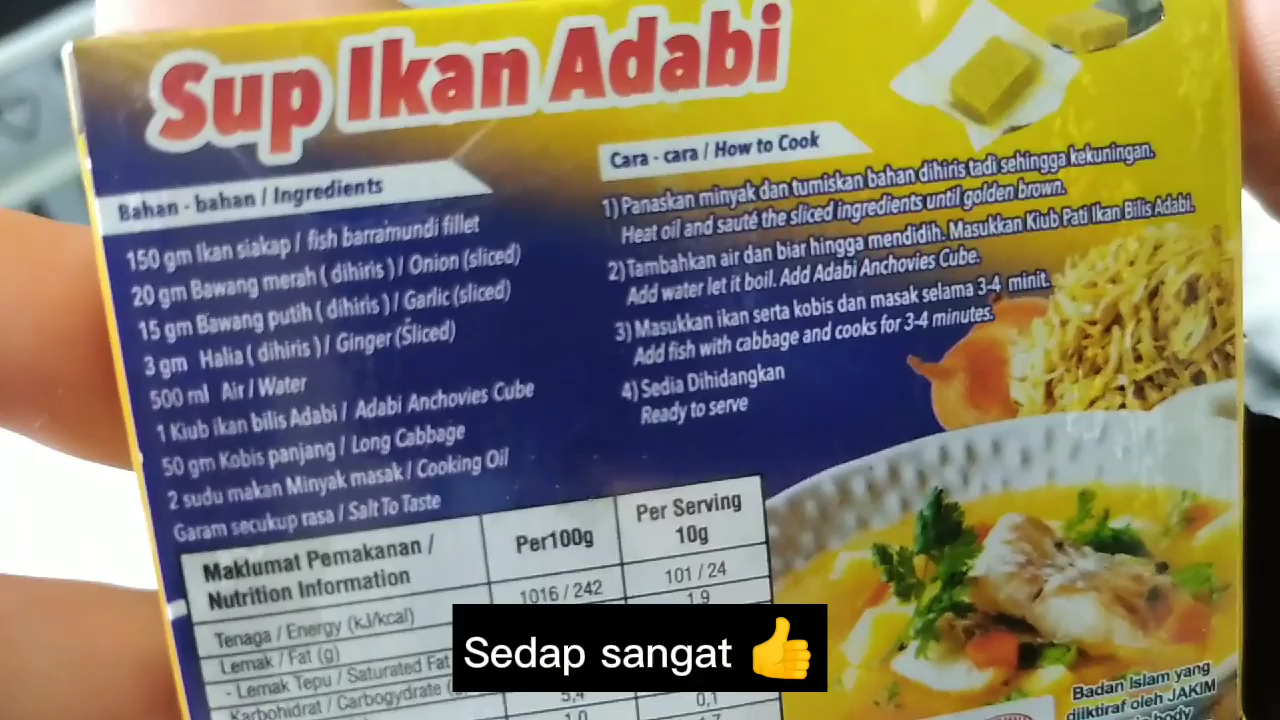 Sup Ikan Adabi
Bahan - bahan / Ingredients
150 gm Ikan siakap / fish barramundi fillet
20 gm Bawang merah ( dihiris ) / Onion (sliced)
15 gm Bawang putih ( dihiris ) / Garlic (sliced)
3 gm Halia ( dihiris ) / Ginger (Sliced)
500 ml Air / Water
1 Kiub ikan bilis Adabi / Adabi Anchovies Cube
50 gm Kobis panjang / Long Cabbage
2 sudu makan Minyak masak / Cooking Oil
Garam secukup rasa / Salt To Taste
Cara - cara / How to Cook
1) Panaskan minyak dan tumiskan bahan dihiris tadi sehingga kekuningan.
Heat oil and sauté the sliced ingredients until golden brown.
2) Tambahkan air dan biar hingga mendidih. Masukkan Kiub Pati Ikan Bilis Adabi.
Add water let it boil. Add Adabi Anchovies Cube.
3) Masukkan ikan serta kobis dan masak selama 3-4 minit.
Add fish with cabbage and cooks for 3-4 minutes.
4) Sedia Dihidangkan
Ready to serve
Maklumat Pemakanan /
Nutrition Information
Per100g
Per Serving
10g
Tenaga / Energy (kJ/kcal)
1016 / 242
101 / 24
Lemak / Fat (g)
1.9
- Lemak Tepu / Saturated Fat
Karbohidrat / Carbogydrate
5,4
0,1
1.0
Sedap sangat 👍
Badan Islam yang
diiktiraf oleh JAKIM
body